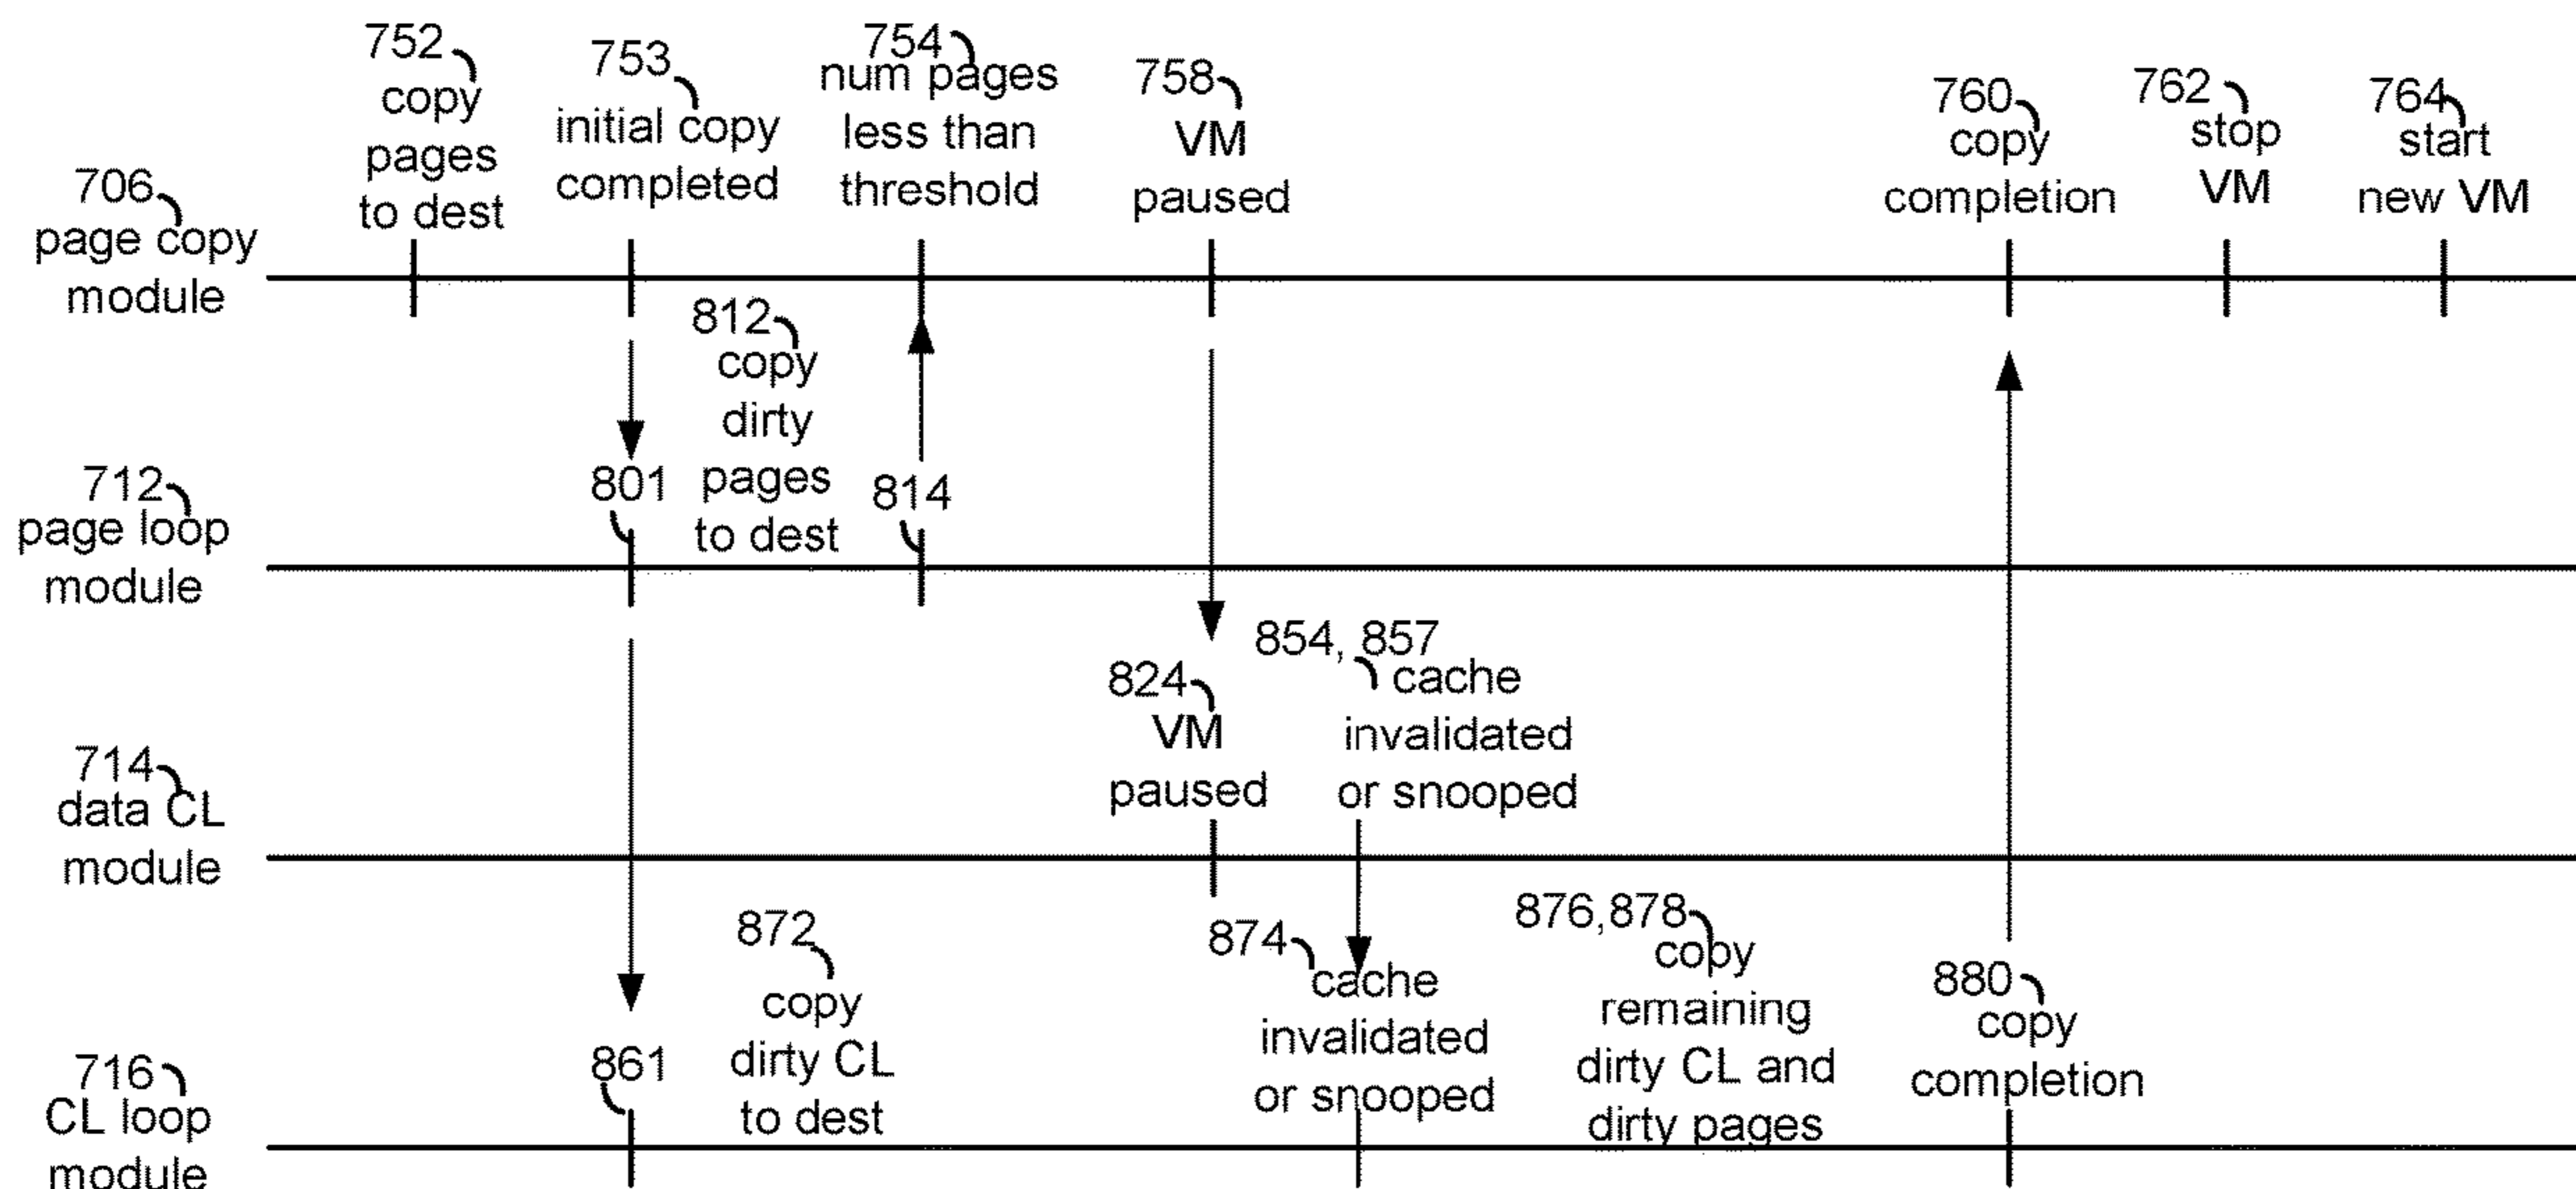 752
copy
pages
to dest
753
initial copy
completed
754
num pages
less than
threshold
758
VM
paused
760
copy
completion
762
stop
VM
764
start
new VM
706
page copy
module
812
copy
dirty
pages
to dest
801
814
712
page loop
module
824
VM
paused
854, 857
cache
invalidated
or snooped
714
data CL
module
872
copy
dirty CL
to dest
874
cache
invalidated
or snooped
876,878
copy
remaining
dirty CL and
dirty pages
880
copy
completion
861
716
CL loop
module